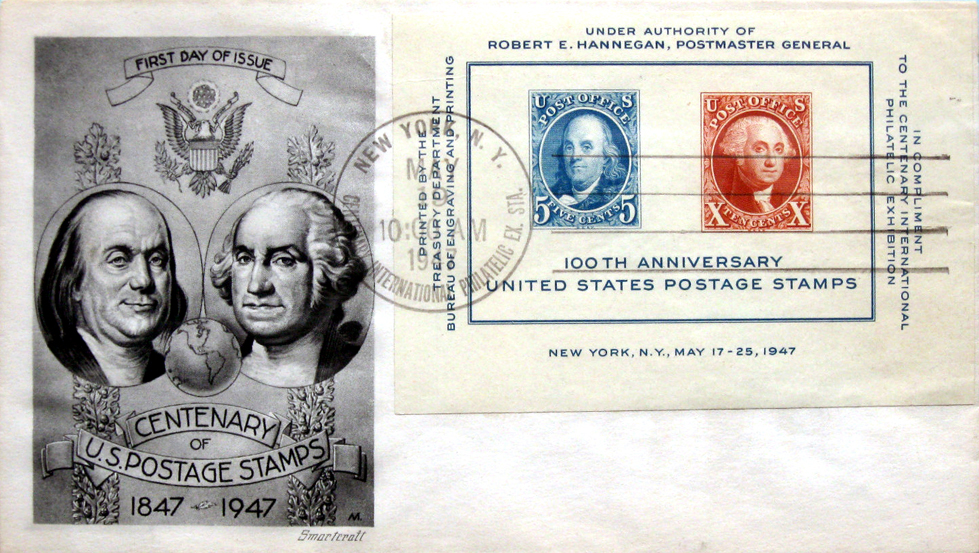 FIRST DAY OF ISSUE
CENTENARY
OF
U.S. POSTAGE STAMPS
1847 1947
AM.
Smartcraft
NEW YORK, N.Y.
MAY
10:00 AM
1947
INTERNATIONAL PHILATELIC EX. STA.
UNDER AUTHORITY OF
ROBERT E. HANNEGAN, POSTMASTER GENERAL
PRINTED BY THE
TREASURY DEPARTMENT
BUREAU OF ENGRAVING AND PRINTING
U S
POST OFFICE
5 FIVE CENTS 5
U S
POST OFFICE
X TEN CENTS X
100TH ANNIVERSARY
UNITED STATES POSTAGE STAMPS
IN COMPLIMENT
TO THE CENTENARY INTERNATIONAL
PHILATELIC EXHIBITION
NEW YORK, N.Y., MAY 17-25, 1947